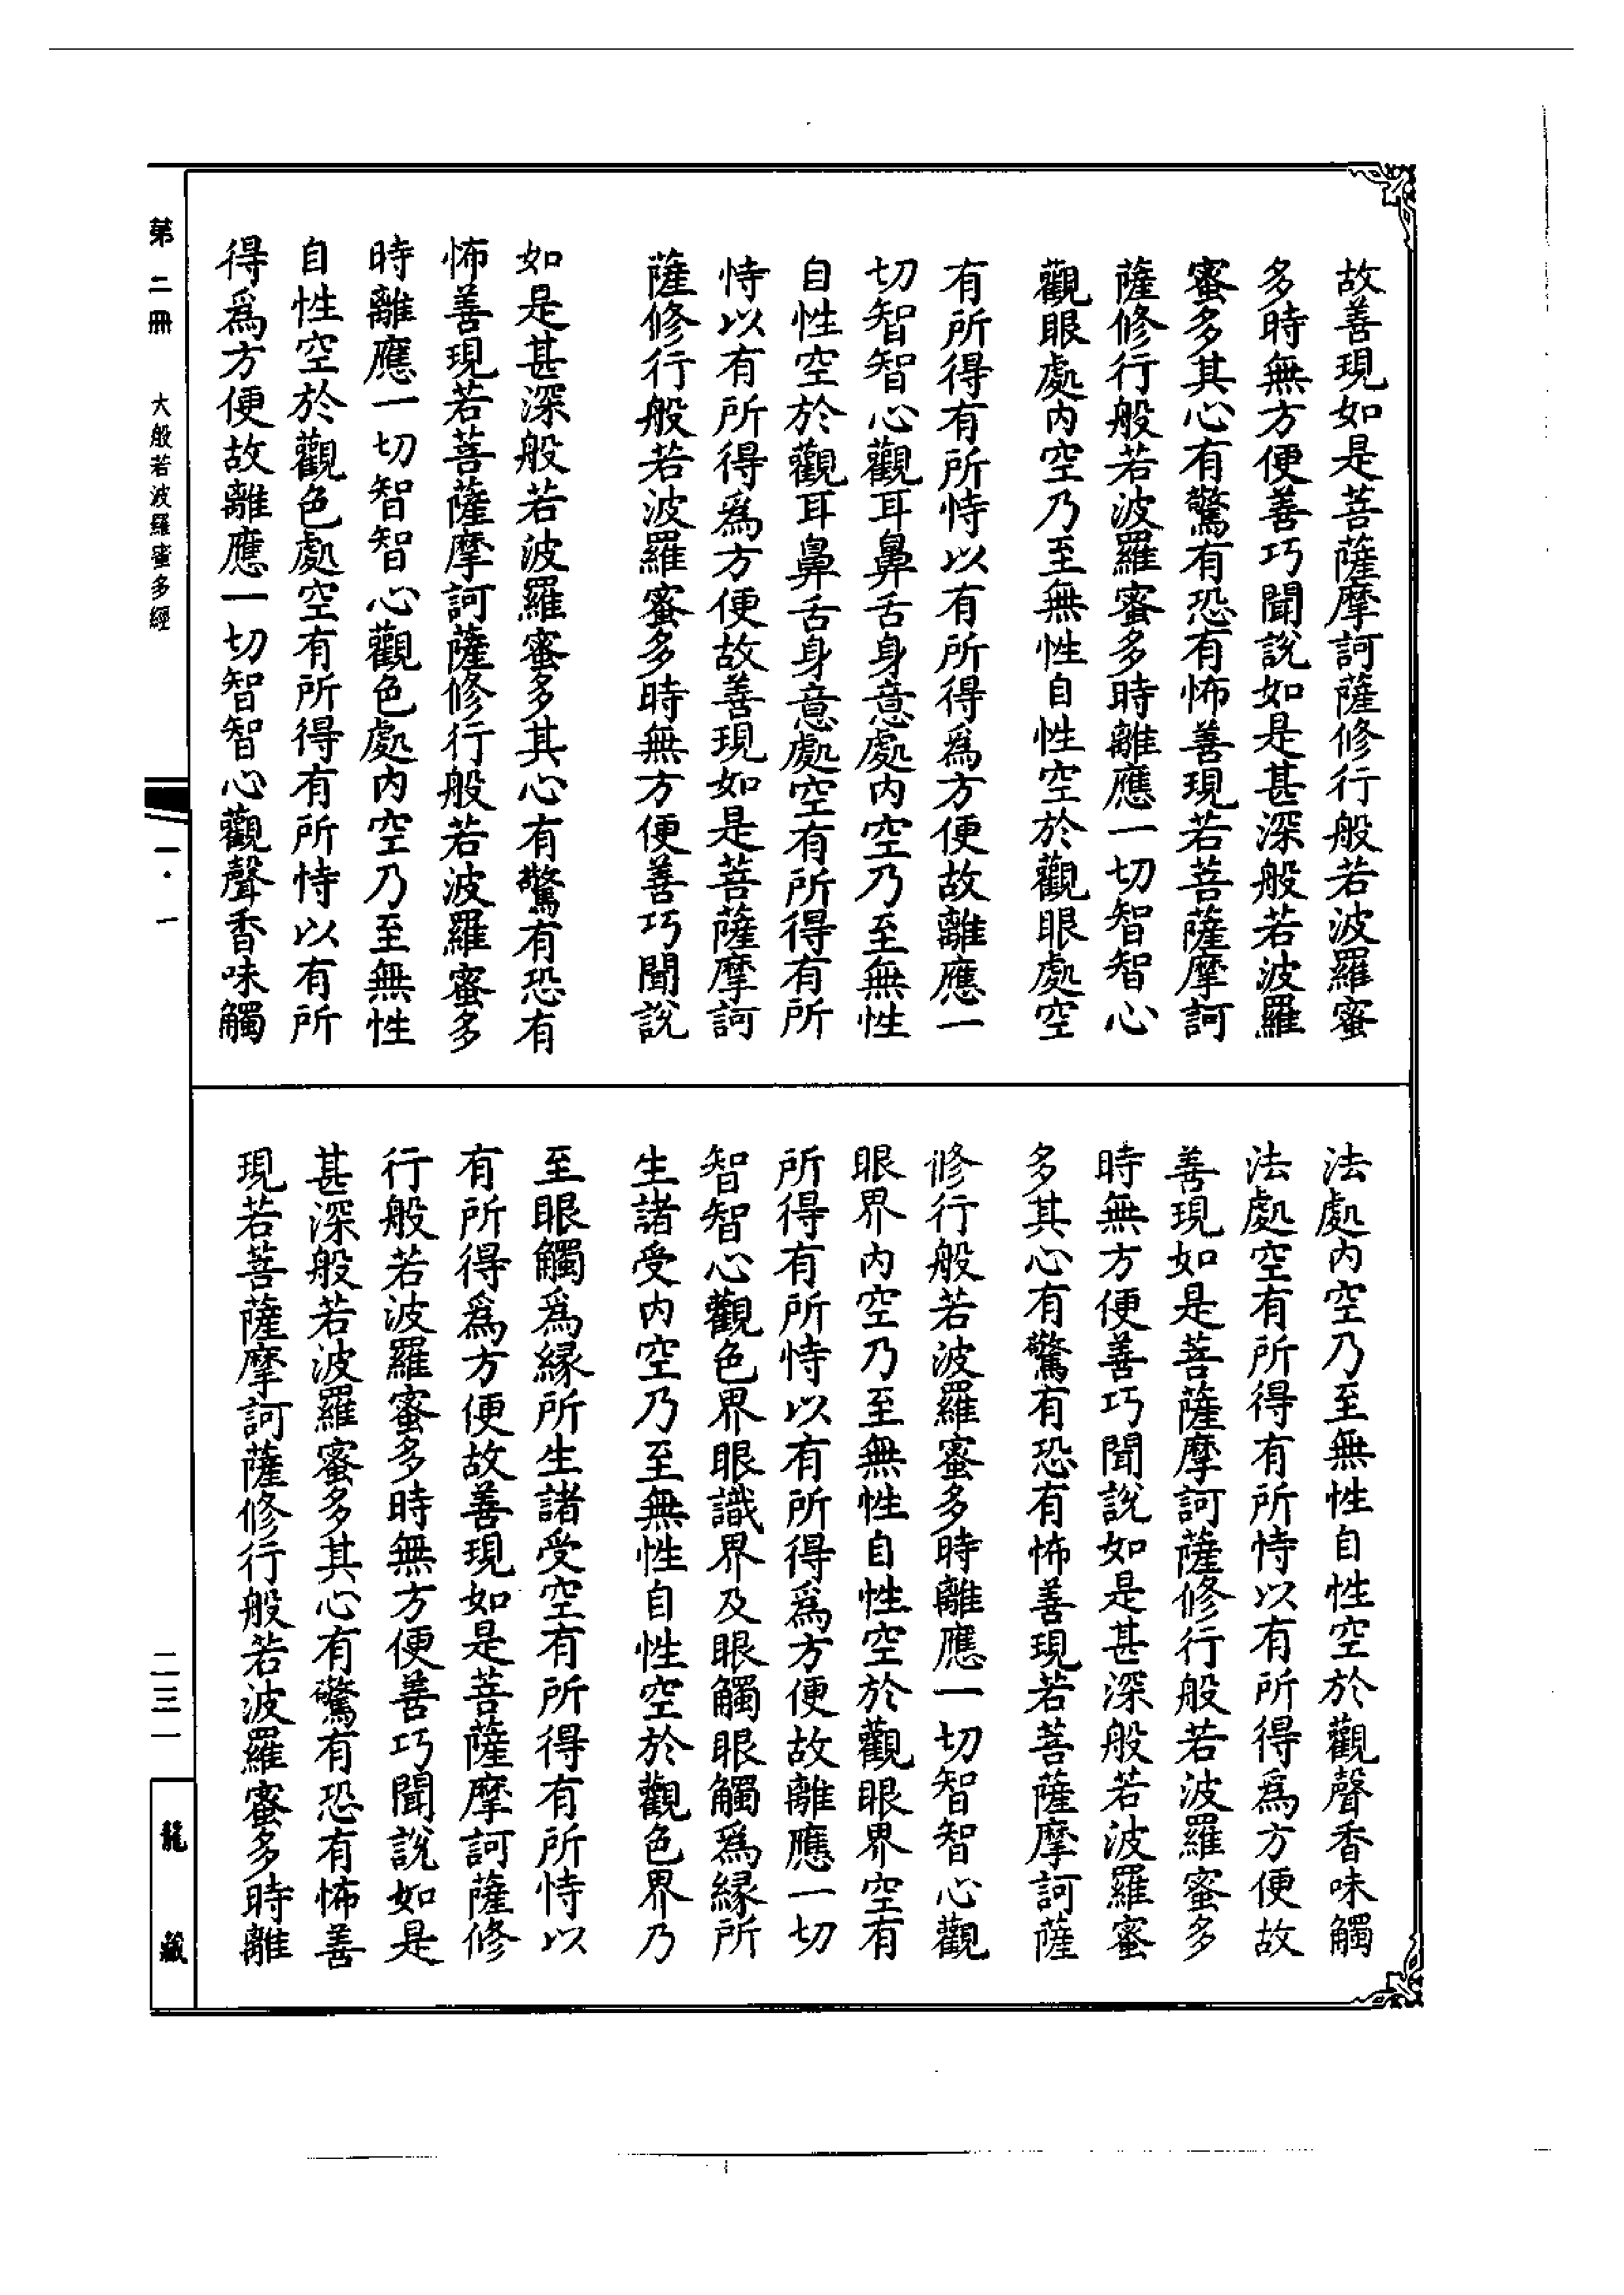 故善現如是菩薩摩訶薩修行般若波羅蜜
多時無方便善巧聞說如是甚深般若波羅
蜜多其心有驚有恐有怖善現若菩薩摩訶
薩修行般若波羅蜜多時離應一切智智心
觀眼處內空乃至無性自性空於觀眼處空
有所得有所恃以有所得爲方便故離應一
切智智心觀耳鼻舌身意處內空乃至無性
自性空於觀耳鼻舌身意處空有所得有所
恃以有所得爲方便故善現如是菩薩摩訶
薩修行般若波羅蜜多時無方便善巧聞說
如是甚深般若波羅蜜多其心有驚有恐有
怖善現若菩薩摩訶薩修行般若波羅蜜多
時離應一切智智心觀色處內空乃至無性
自性空於觀色處空有所得有所恃以有所
得爲方便故離應一切智智心觀聲香味觸
法處內空乃至無性自性空於觀聲香味觸
法處空有所得有所恃以有所得爲方便故
善現如是菩薩摩訶薩修行般若波羅蜜多
時無方便善巧聞說如是甚深般若波羅蜜
多其心有驚有恐有怖善現若菩薩摩訶薩
修行般若波羅蜜多時離應一切智智心觀
眼界內空乃至無性自性空於觀眼界空有
所得有所恃以有所得爲方便故離應一切
智智心觀色界眼識界及眼觸眼觸爲緣所
生諸受內空乃至無性自性空於觀色界乃
至眼觸爲緣所生諸受空有所得有所恃以
有所得爲方便故善現如是菩薩摩訶薩修
行般若波羅蜜多時無方便善巧聞說如是
甚深般若波羅蜜多其心有驚有恐有怖善
現若菩薩摩訶薩修行般若波羅蜜多時離
第二冊 大般若波羅蜜多經 一·一 二三一 龍藏